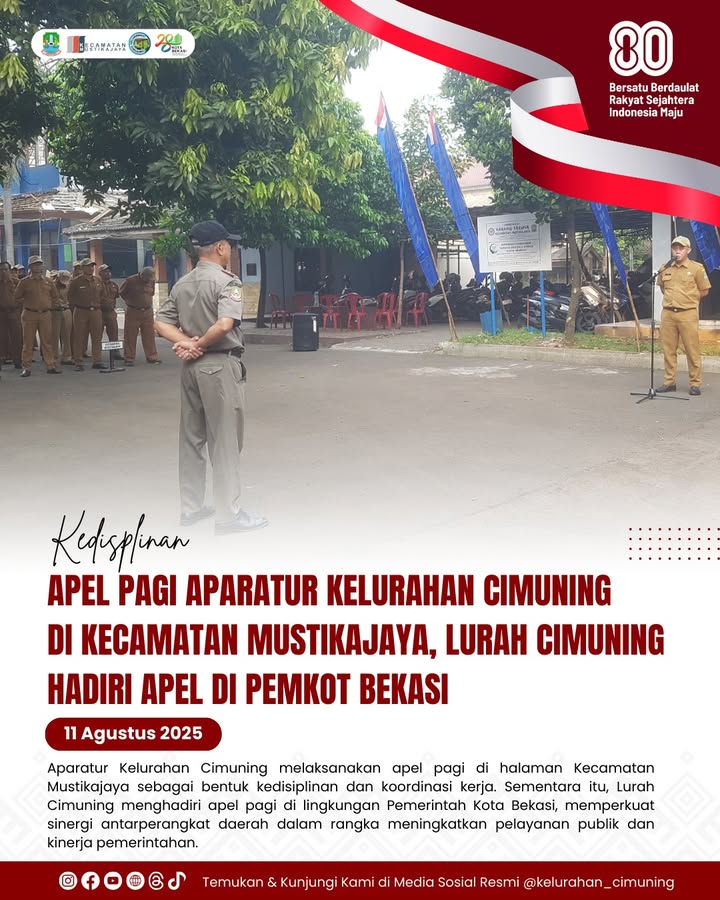 KECAMATAN
MUSTIKAJAYA
KOTA
BEKASI
80
Bersatu Berdaulat
Rakyat Sejahtera
Indonesia Maju
Kedisplinan
APEL PAGI APARATUR KELURAHAN CIMUNING
DI KECAMATAN MUSTIKAJAYA, LURAH CIMUNING
HADIRI APEL DI PEMKOT BEKASI
11 Agustus 2025
Aparatur Kelurahan Cimuning melaksanakan apel pagi di halaman Kecamatan
Mustikajaya sebagai bentuk kedisiplinan dan koordinasi kerja. Sementara itu, Lurah
Cimuning menghadiri apel pagi di lingkungan Pemerintah Kota Bekasi, memperkuat
sinergi antarperangkat daerah dalam rangka meningkatkan pelayanan publik dan
kinerja pemerintahan.
Temukan & Kunjungi Kami di Media Sosial Resmi @kelurahan_cimuning